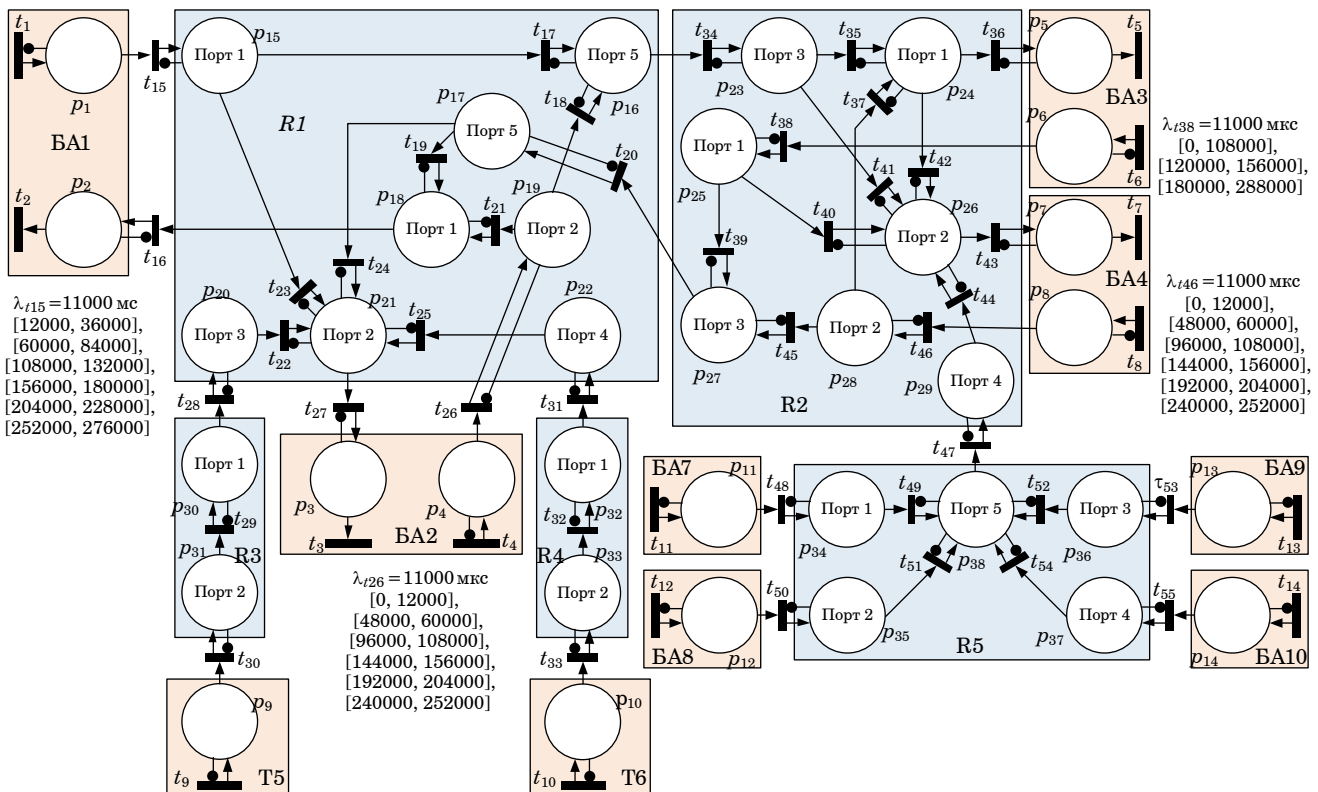 t1
p1
БА1
p2
t2
t15
t16
λt15=11000 мс
[12000, 36000],
[60000, 84000],
[108000, 132000],
[156000, 180000],
[204000, 228000],
[252000, 276000]
R1
Порт 1
p15
t17
Порт 5
p16
t18
p17
Порт 5
t19
t20
p18
Порт 1
t21
p19
Порт 2
t23
t24
p20
Порт 3
t22
p21
Порт 2
t25
p22
Порт 4
t28
t27
t26
t31
R3
Порт 1
p30
t29
p31
Порт 2
t30
p9
t9
T5
p3
t3
БА2
p4
t4
λt26=11000 мкс
[0, 12000],
[48000, 60000],
[96000, 108000],
[144000, 156000],
[192000, 204000],
[240000, 252000]
R4
Порт 1
t32
p32
p33
Порт 2
t33
p10
t10
T6
R2
t34
Порт 3
p23
t35
Порт 1
p24
t36
t37
Порт 1
p25
t38
t41
t42
t40
p26
Порт 2
t43
t39
t44
Порт 3
p27
t45
Порт 2
p28
t46
p29
Порт 4
t47
p5
t5
БА3
p6
t6
λt38=11000 мкс
[0, 108000],
[120000, 156000],
[180000, 288000]
p7
t7
БА4
p8
t8
λt46=11000 мкс
[0, 12000],
[48000, 60000],
[96000, 108000],
[144000, 156000],
[192000, 204000],
[240000, 252000]
БА7
p11
t11
t48
Порт 1
p34
t49
Порт 5
p38
t52
Порт 3
p36
τ53
p13
БА9
t13
t12
БА8
p12
t50
Порт 2
p35
t51
t54
Порт 4
p37
t55
R5
p14
t14
БА10